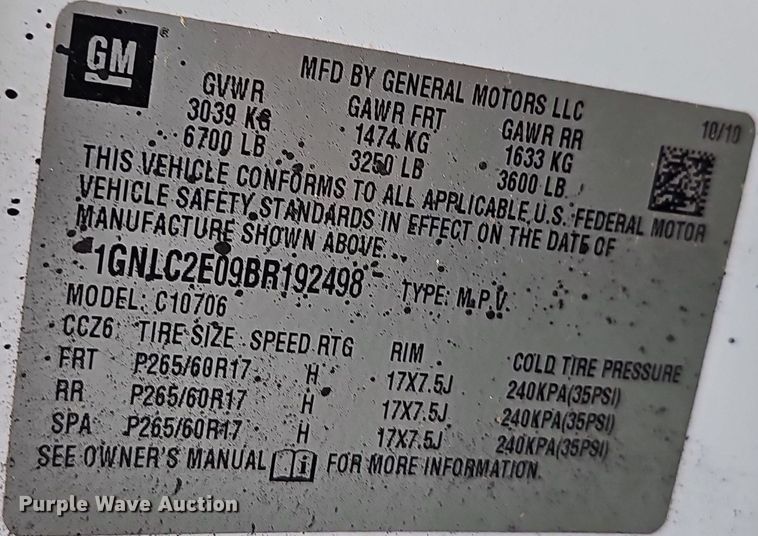 GM ®
MFD BY GENERAL MOTORS LLC
10/10
GVWR GAWR FRT GAWR RR
3039 KG 1474 KG 1633 KG
6700 LB 3250 LB 3600 LB
THIS VEHICLE CONFORMS TO ALL APPLICABLE U.S. FEDERAL MOTOR
VEHICLE SAFETY STANDARDS IN EFFECT ON THE DATE OF
MANUFACTURE SHOWN ABOVE.
1GNLC2E09BR192498 TYPE: M.P.V.
MODEL: C10706
CCZ6 TIRE SIZE SPEED RTG RIM COLD TIRE PRESSURE
FRT P265/60R17 H 17X7.5J 240KPA(35PSI)
RR P265/60R17 H 17X7.5J 240KPA(35PSI)
SPA P265/60R17 H 17X7.5J 240KPA(35PSI)
SEE OWNER'S MANUAL i FOR MORE INFORMATION.
Purple Wave Auction